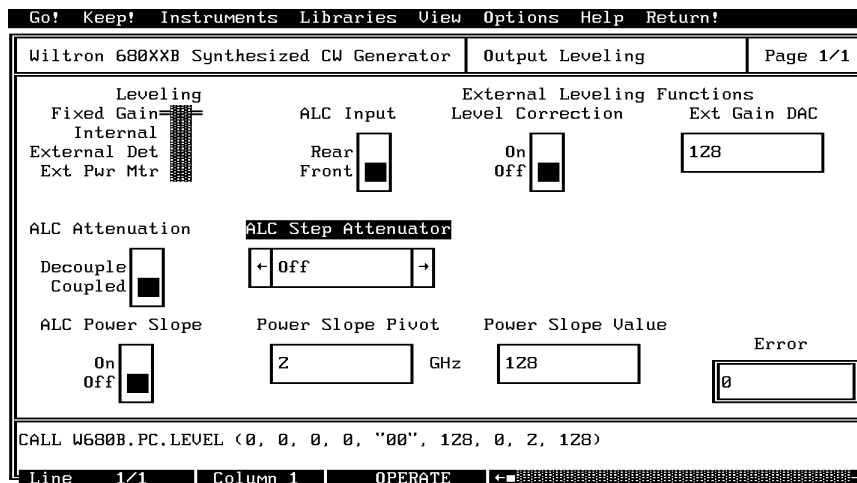 Go! Keep! Instruments Libraries View Options Help Return!
Wiltron 680XXB Synthesized CW Generator Output Leveling Page 1/1
Leveling
Fixed Gain
Internal
External Det
Ext Pwr Mtr
ALC Input
Rear
Front
External Leveling Functions
Level Correction
On
Off
Ext Gain DAC
128
ALC Attenuation
Decouple
Coupled
ALC Step Attenuator
← Off →
ALC Power Slope
On
Off
Power Slope Pivot
2 GHz
Power Slope Value
128
Error
0
CALL W680B.PC.LEVEL (0, 0, 0, 0, "00", 128, 0, 2, 128)
Line 1/1 Column 1 OPERATE ←